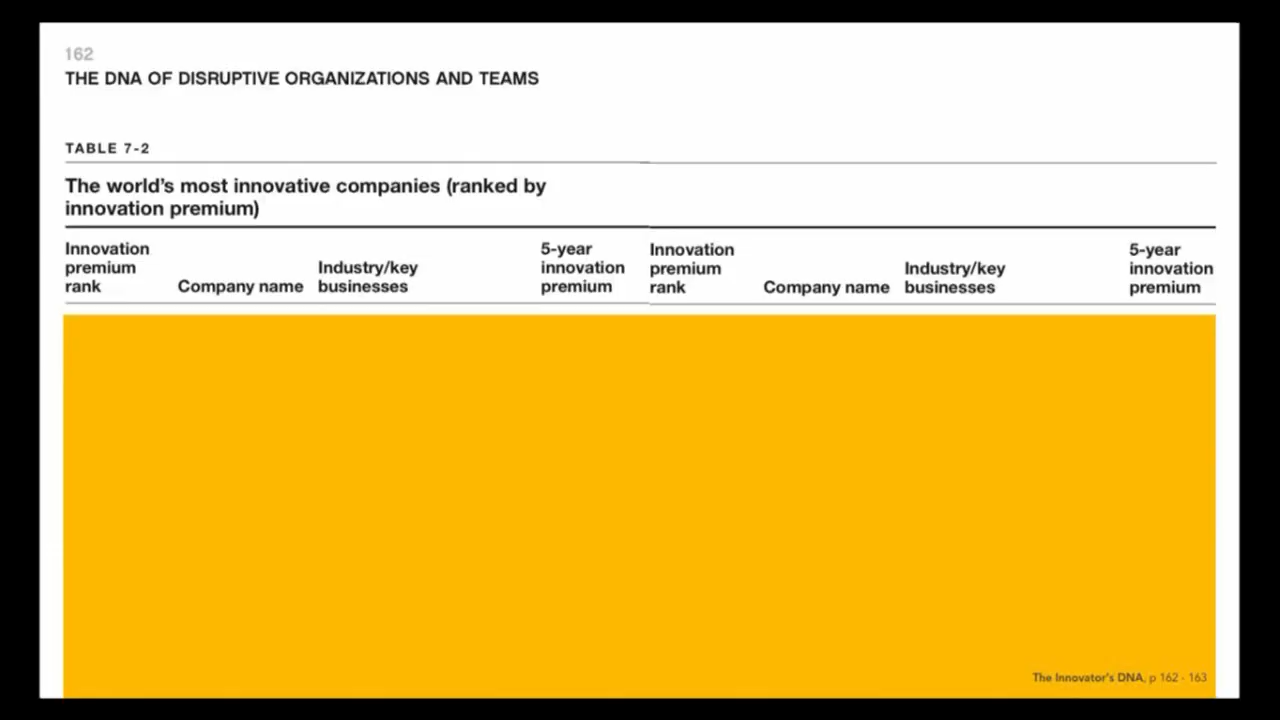 162
THE DNA OF DISRUPTIVE ORGANIZATIONS AND TEAMS
TABLE 7-2
The world's most innovative companies (ranked by
innovation premium)
Innovation
premium
rank
Company name
Industry/key
businesses
5-year
innovation
premium
Innovation
premium
rank
Company name
Industry/key
businesses
5-year
innovation
premium
The Innovator's DNA, p 162 - 163